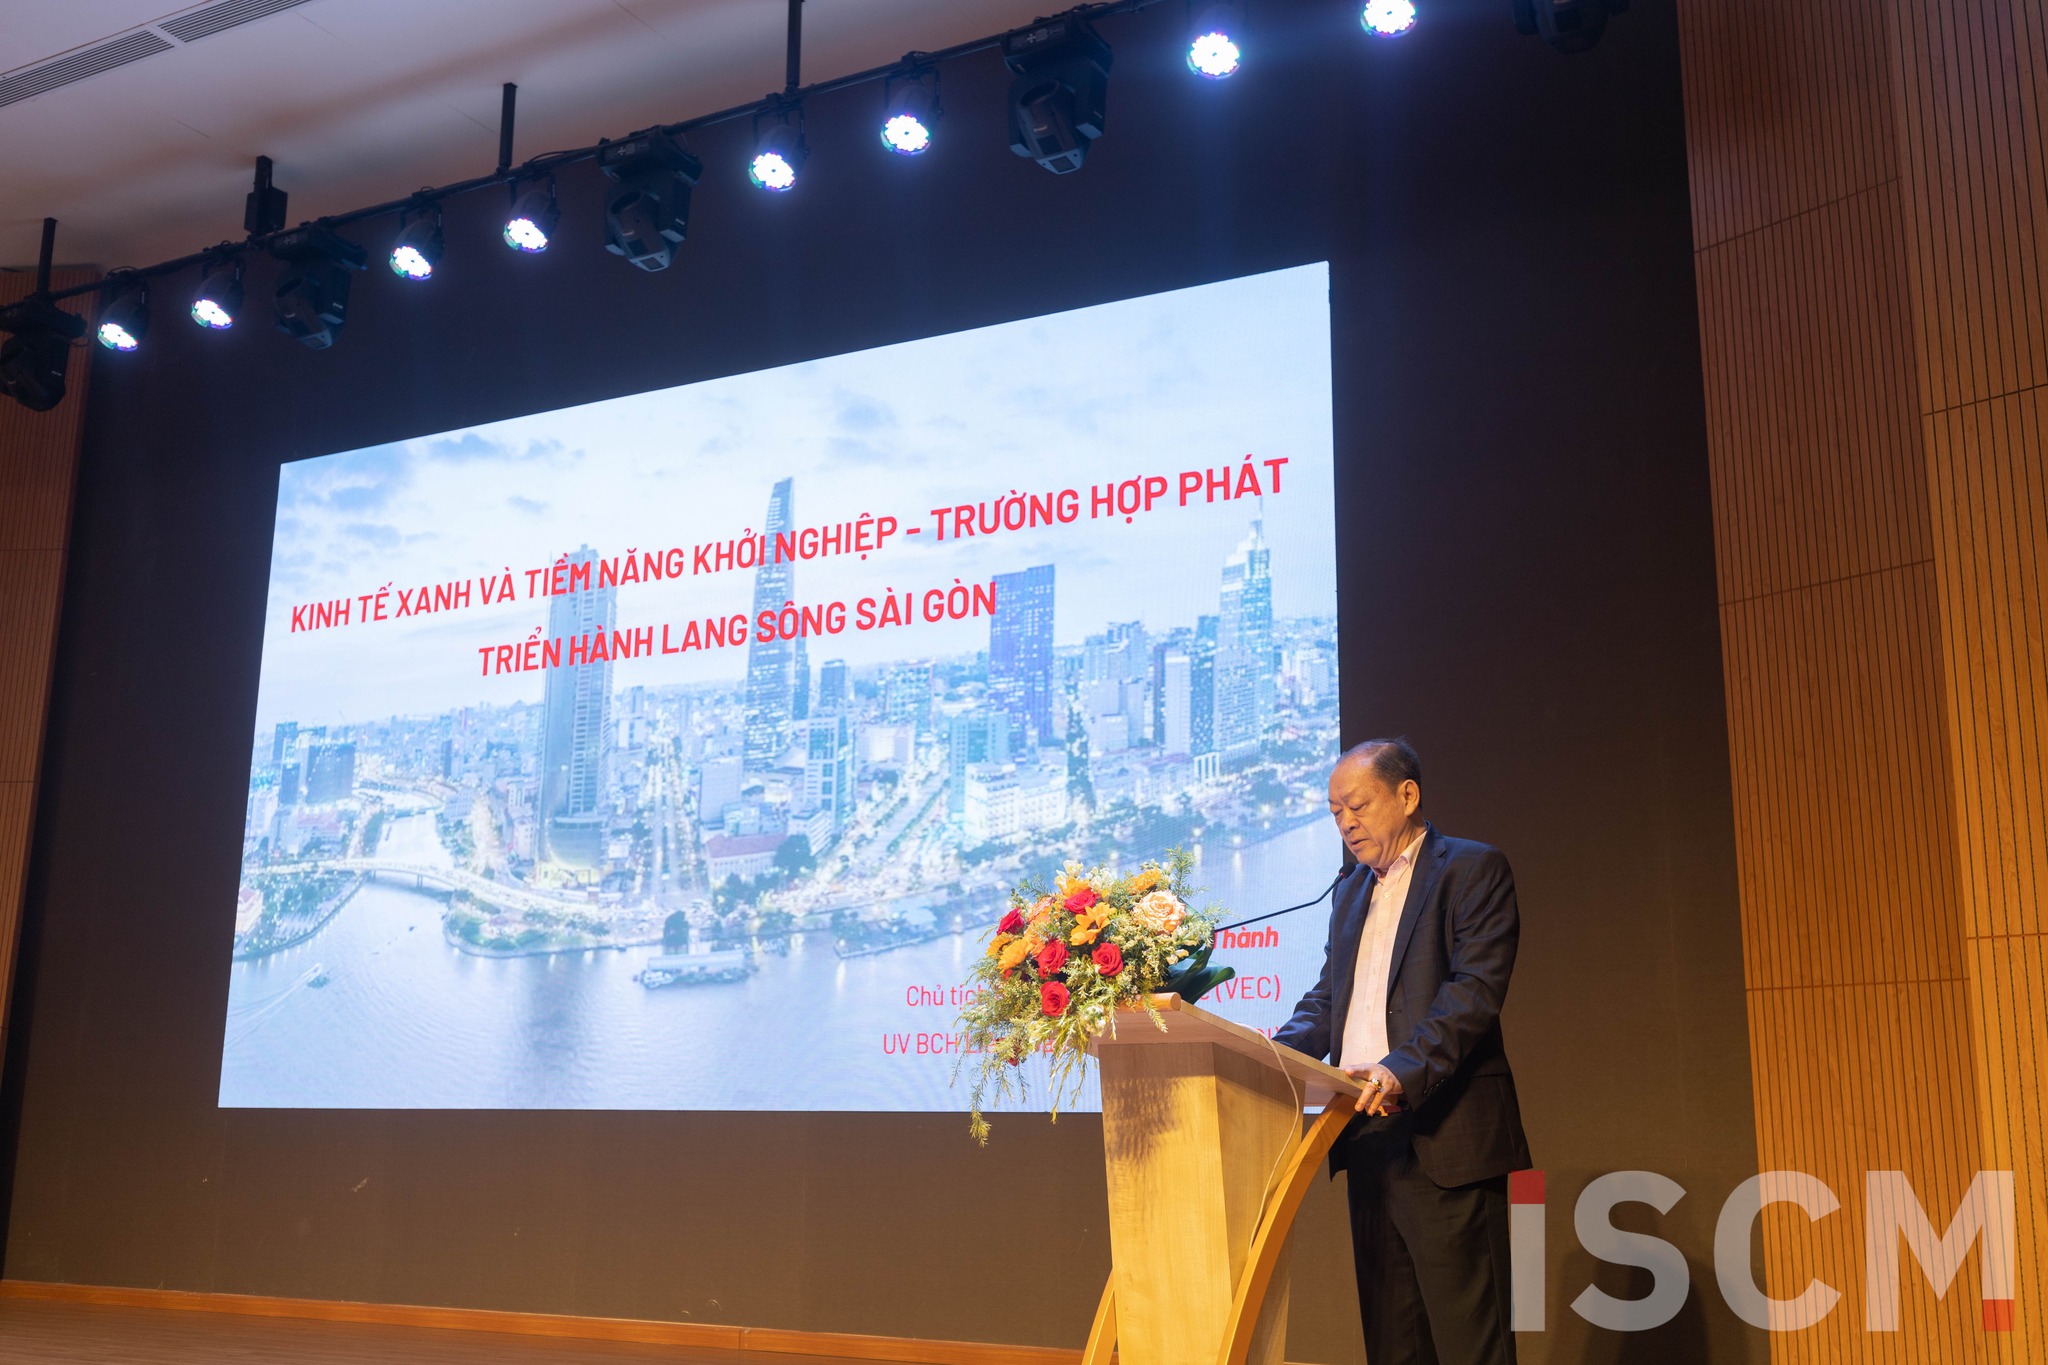 KINH TẾ XANH VÀ TIỀM NĂNG KHỞI NGHIỆP - TRƯỜNG HỢP PHÁT
TRIỂN HÀNH LANG SÔNG SÀI GÒN
Thành
Chủ tịch (VEC)
UV BCH
iSCM